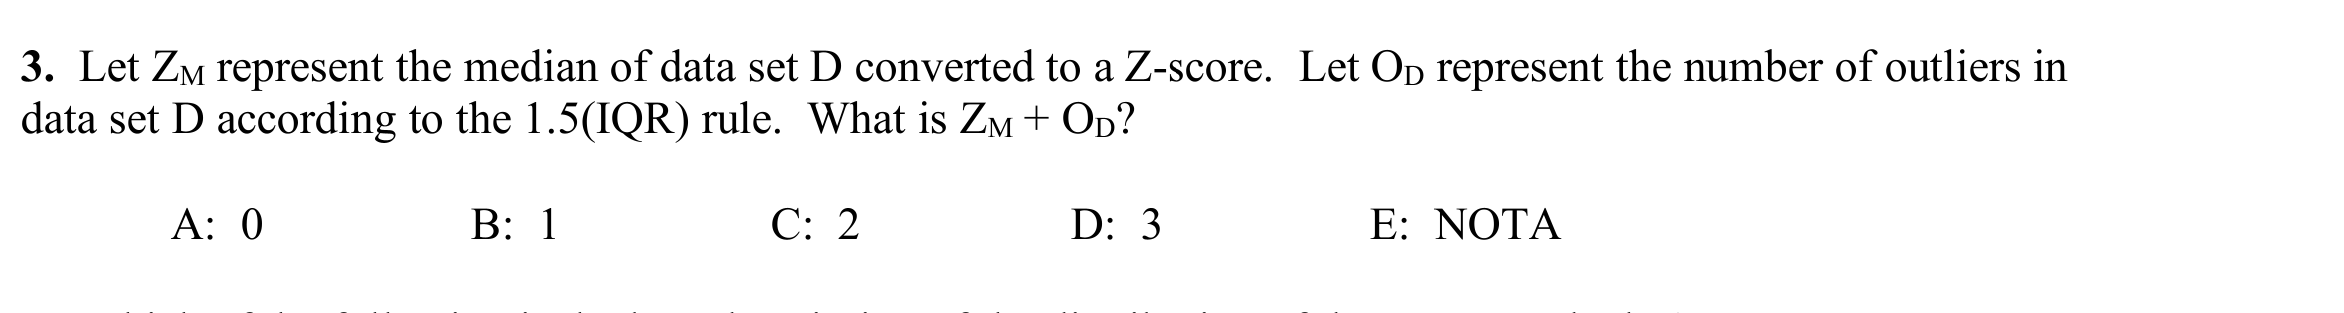 3. Let Z_M represent the median of data set D converted to a Z-score. Let O_D represent the number of outliers in
data set D according to the 1.5(IQR) rule. What is Z_M + O_D?
A: 0 B: 1 C: 2 D: 3 E: NOTA